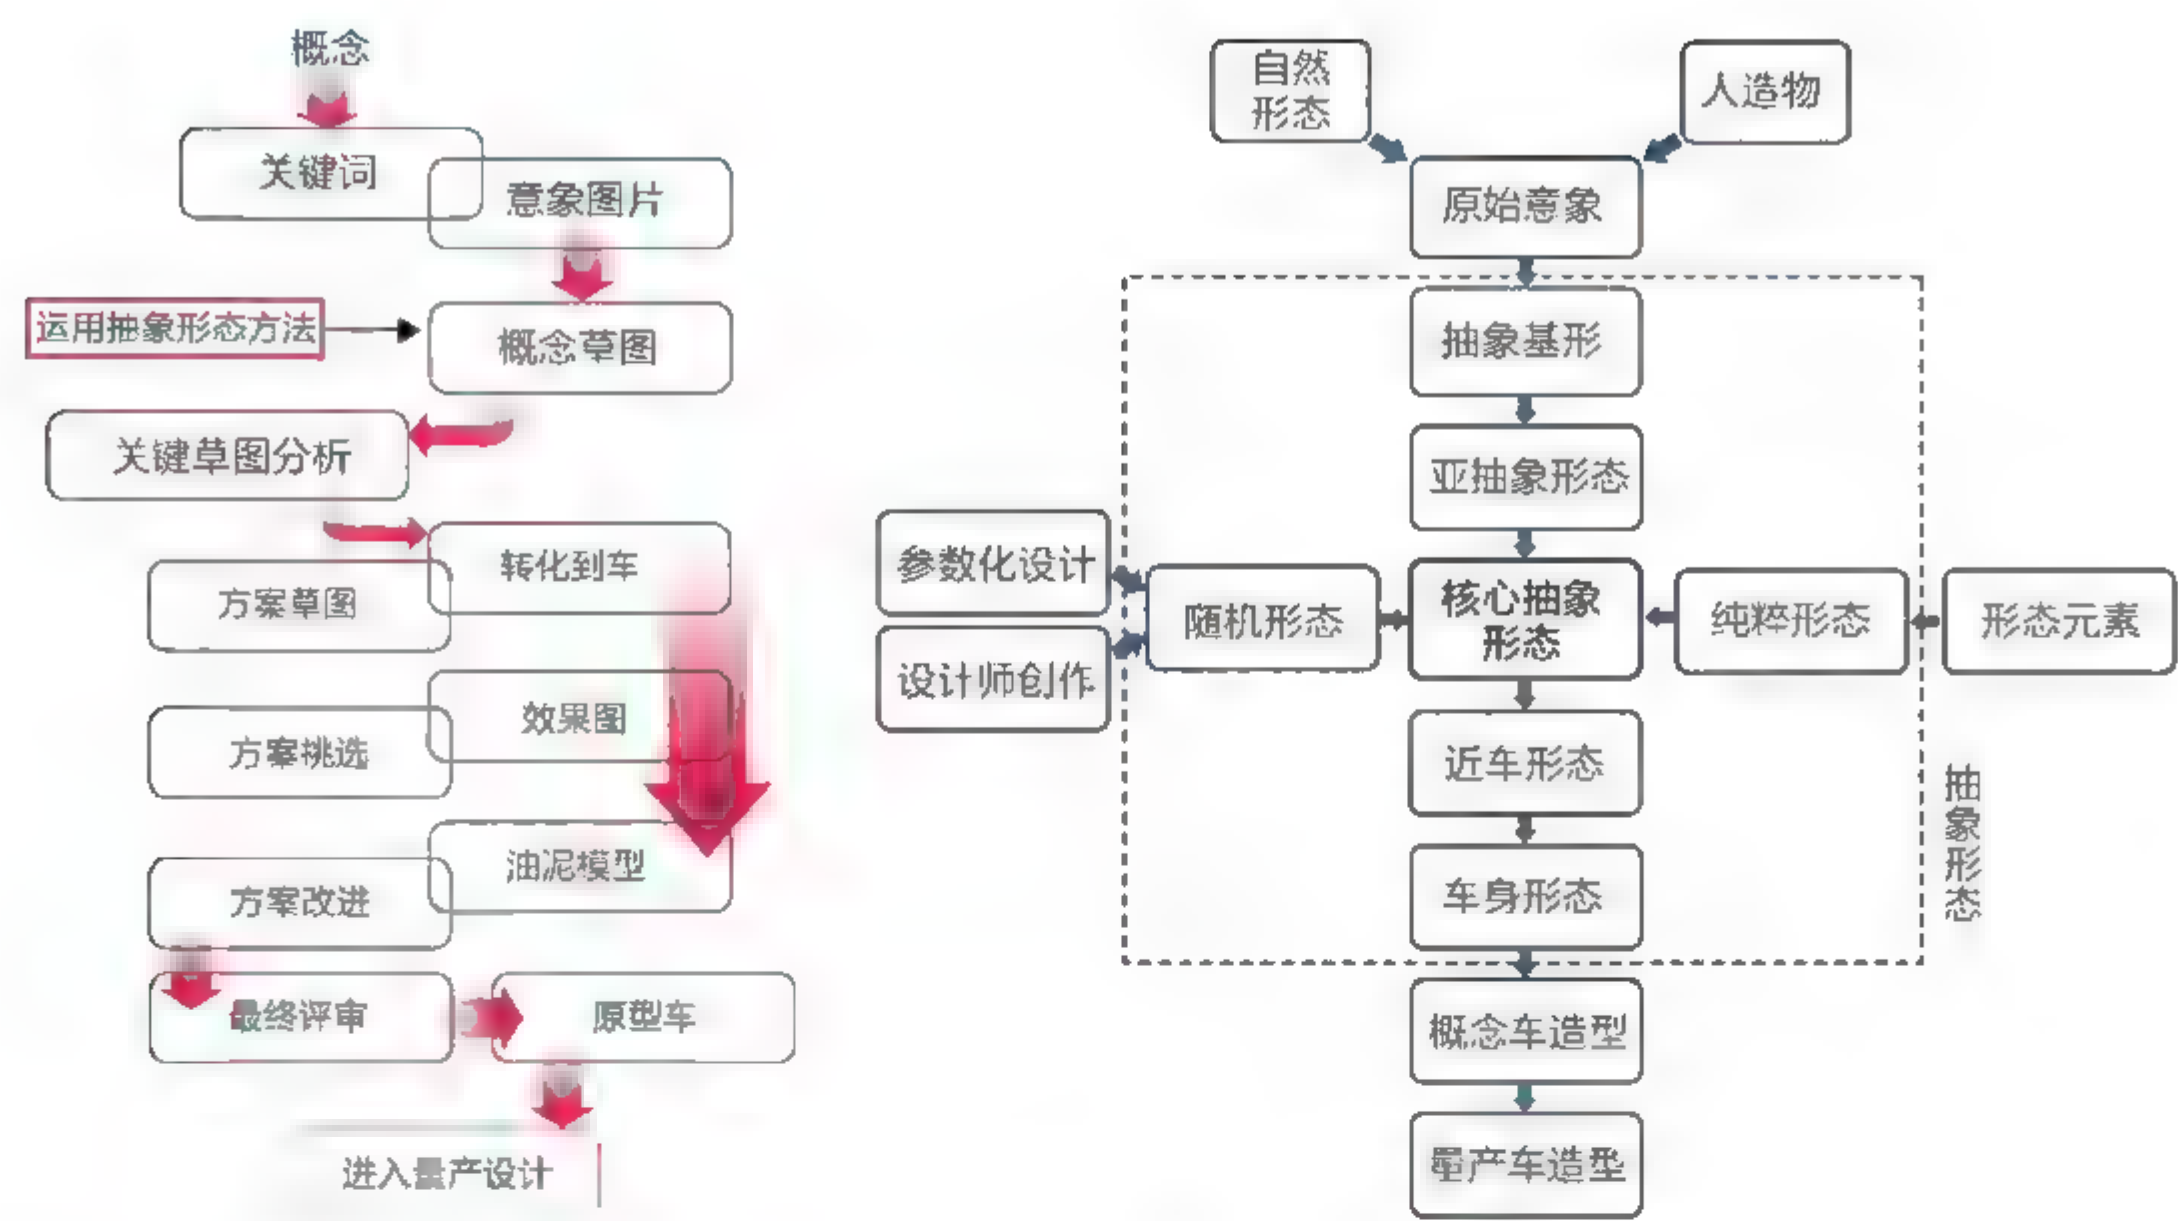 概念
关键词
意象图片
运用抽象形态方法
概念草图
关键草图分析
转化到车
方案草图
效果图
方案挑选
油泥模型
方案改进
最终评审
原型车
进入量产设计
自然
形态
人造物
原始意象
抽象基形
亚抽象形态
参数化设计
设计师创作
随机形态
核心抽象
形态
纯粹形态
形态元素
近车形态
车身形态
抽象形态
概念车造型
量产车造型